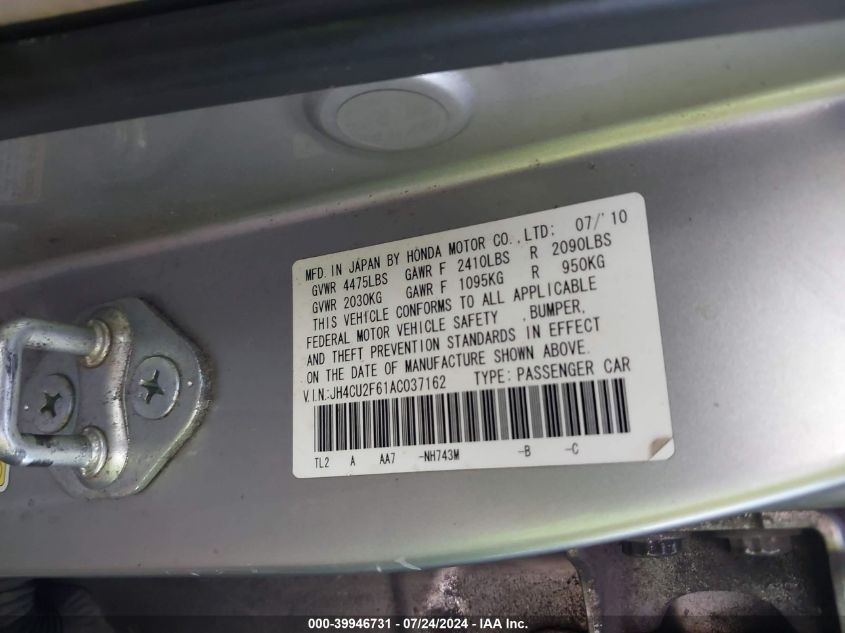 MFD. IN JAPAN BY HONDA MOTOR CO., LTD: 07/'10
GVWR 4475LBS GAWR F 2410LBS R 2090LBS
GVWR 2030KG GAWR F 1095KG R 950KG
THIS VEHICLE CONFORMS TO ALL APPLICABLE
FEDERAL MOTOR VEHICLE SAFETY ,BUMPER,
AND THEFT PREVENTION STANDARDS IN EFFECT
ON THE DATE OF MANUFACTURE SHOWN ABOVE.
V.I.N.:JH4CU2F61AC037162 TYPE: PASSENGER CAR
TL2 A AA7 -NH743M -B -C
000-39946731 / 07/24/2024 - IAA Inc.